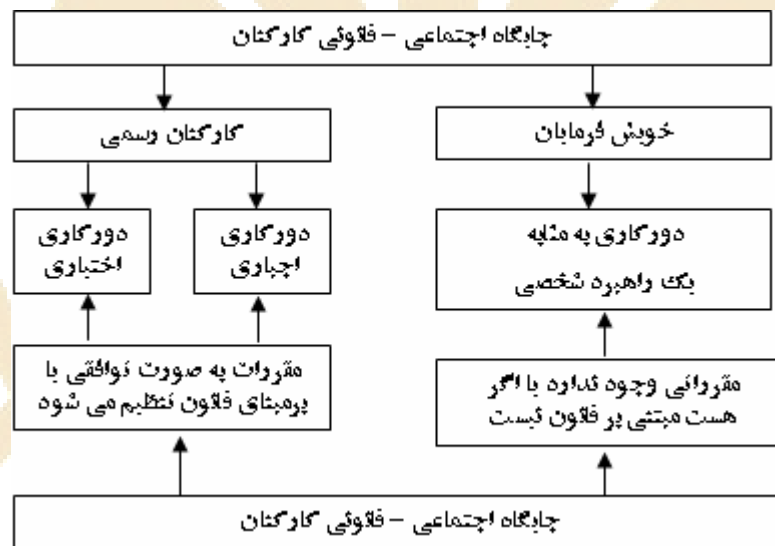 جایگاه اجتماعی – قانونی کارکنان
خویش فرمایان
کارکنان رسمی
دورکاری به مثابه
یک راهبرد شخصی
دورکاری
اجباری
دورکاری
اختیاری
مقرراتی وجود ندارد یا اگر
هست مبتنی بر قانون نیست
مقررات به صورت توافقی یا
برمبنای قانون تنظیم می شود
جایگاه اجتماعی – قانونی کارکنان